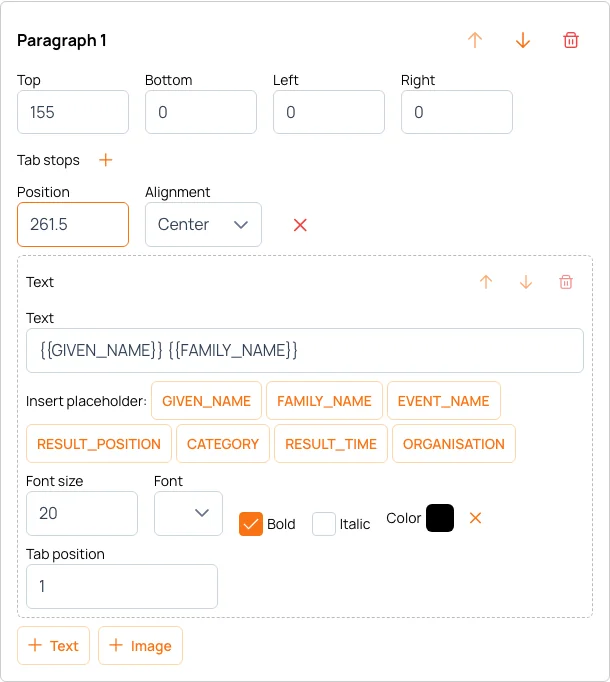 Paragraph 1
Top Bottom Left Right
155 0 0 0
Tab stops
Position Alignment
261.5 Center
Text
Text
{{GIVEN_NAME}} {{FAMILY_NAME}}
Insert placeholder: GIVEN_NAME FAMILY_NAME EVENT_NAME
RESULT_POSITION CATEGORY RESULT_TIME ORGANISATION
Font size Font
20 Bold Italic Color
Tab position
1
+ Text + Image